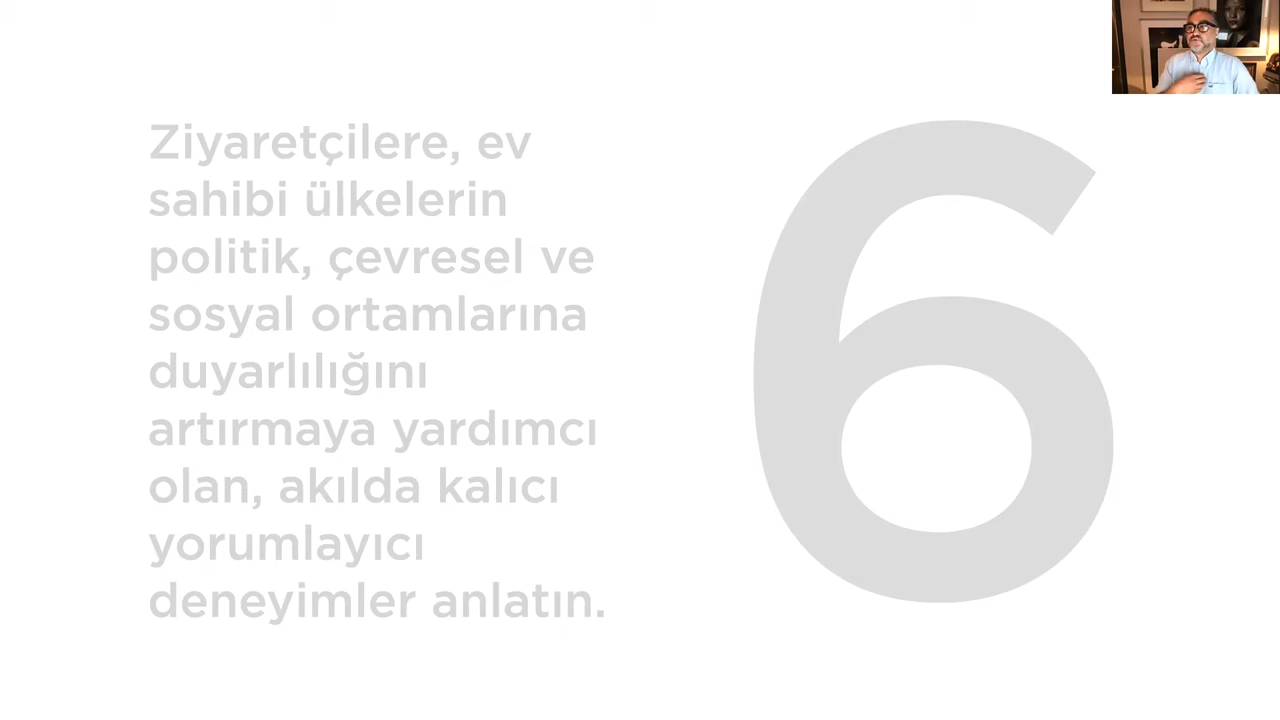 Ziyaretçilere, ev
sahibi ülkelerin
politik, çevresel ve
sosyal ortamlarına
duyarlılığını
artırmaya yardımcı
olan, akılda kalıcı
yorumlayıcı
deneyimler anlatın.
6